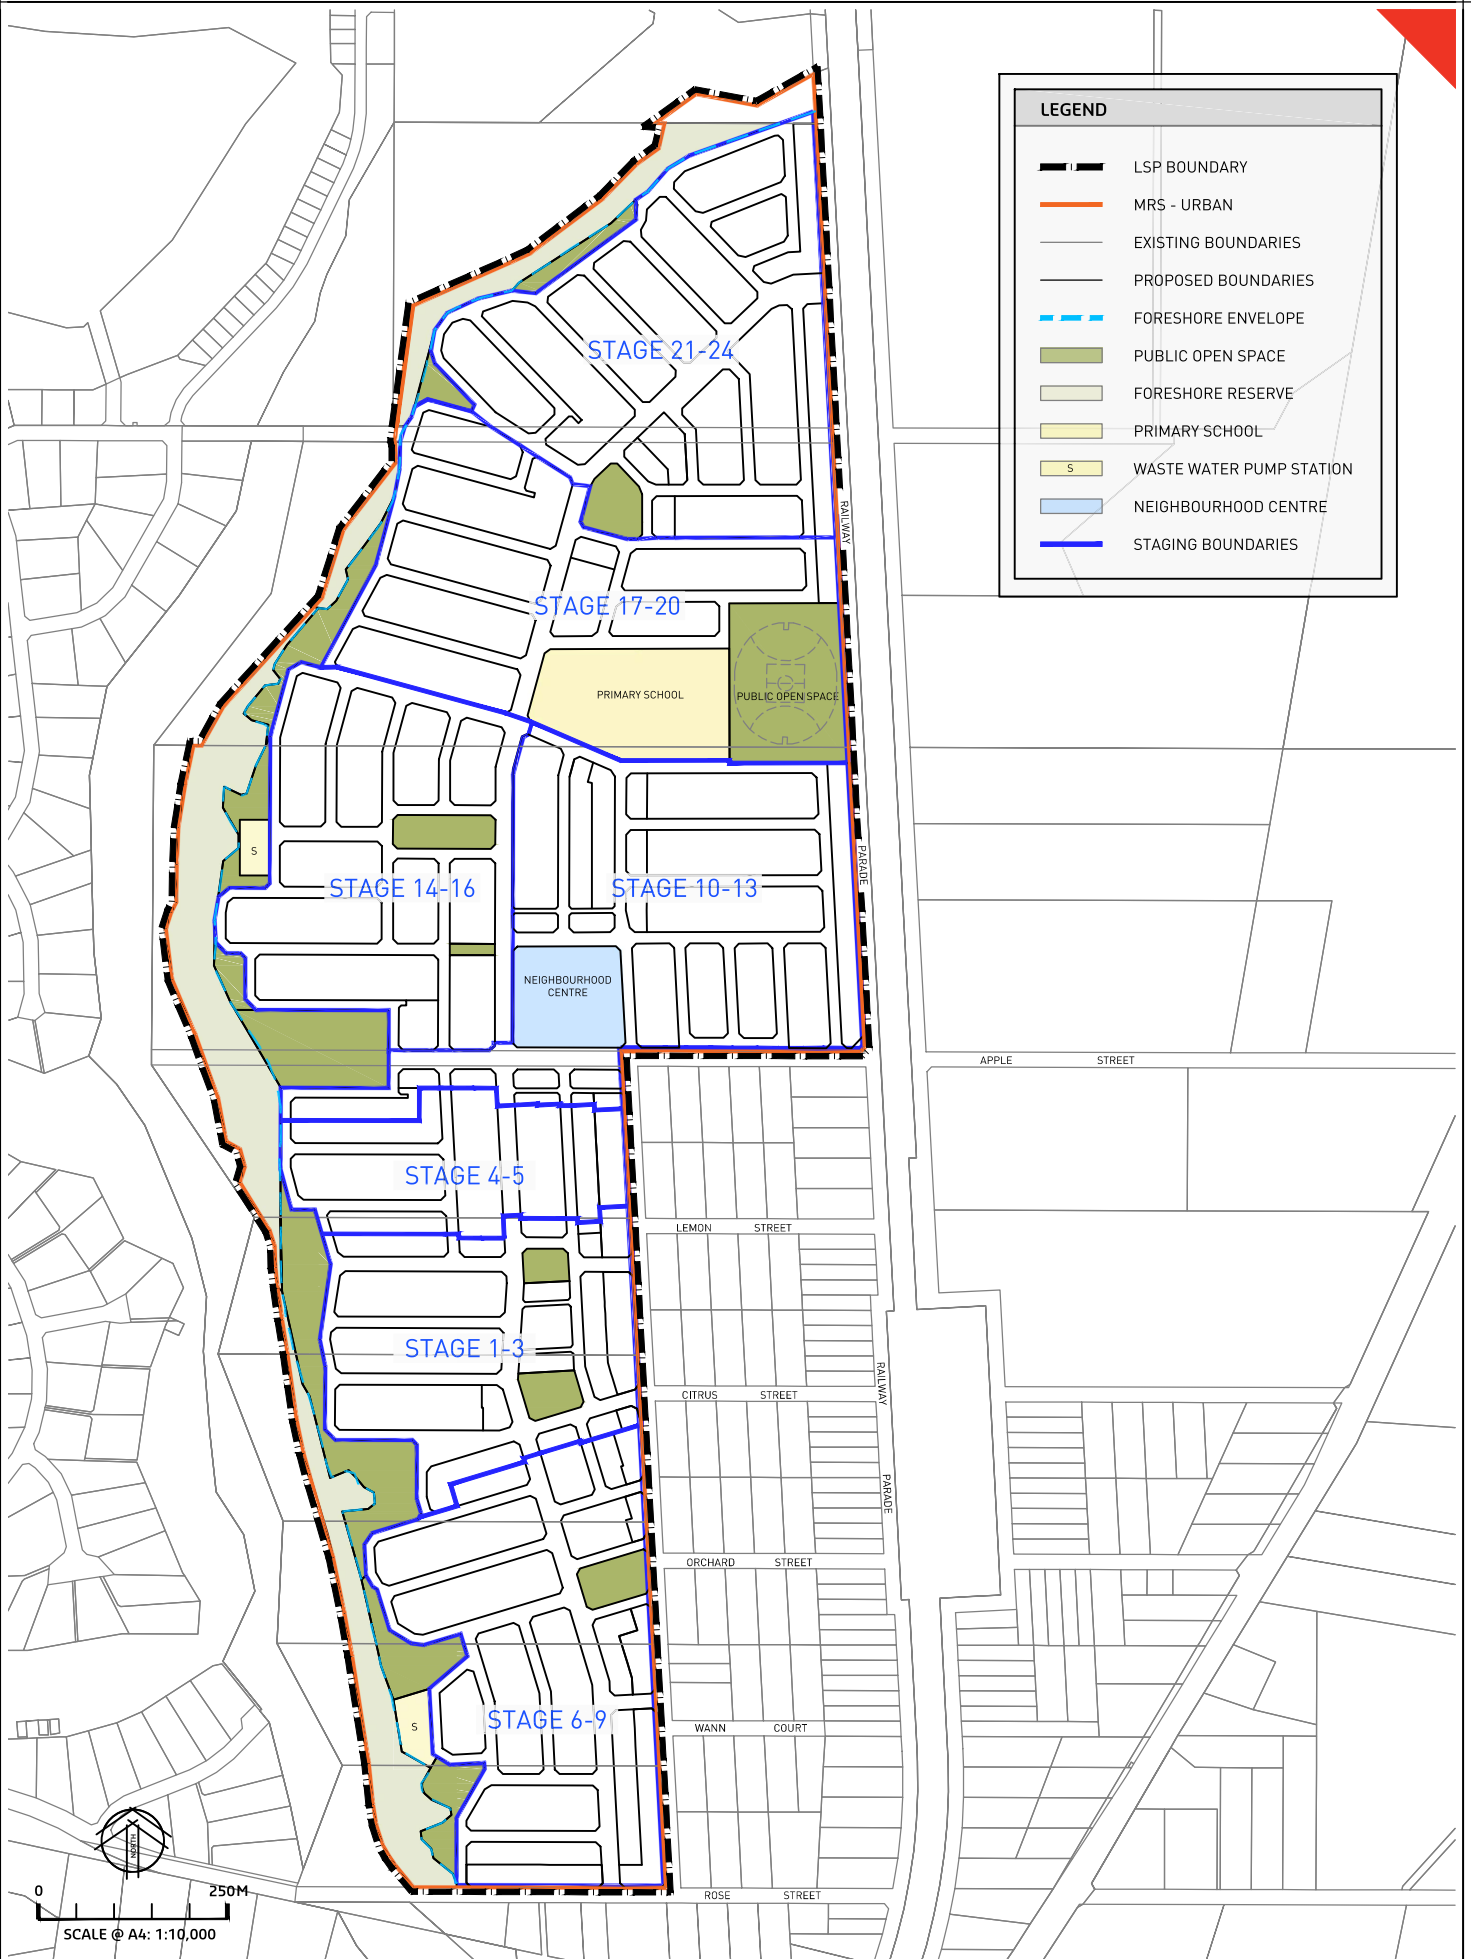 LEGEND
LSP BOUNDARY
MRS - URBAN
EXISTING BOUNDARIES
PROPOSED BOUNDARIES
FORESHORE ENVELOPE
PUBLIC OPEN SPACE
FORESHORE RESERVE
PRIMARY SCHOOL
S WASTE WATER PUMP STATION
NEIGHBOURHOOD CENTRE
STAGING BOUNDARIES
STAGE 21-24
RAILWAY
STAGE 17-20
PRIMARY SCHOOL
PUBLIC OPEN SPACE
S
PARADE
STAGE 14-16
STAGE 10-13
NEIGHBOURHOOD
CENTRE
APPLE STREET
STAGE 4-5
LEMON STREET
STAGE 1-3
RAILWAY
CITRUS STREET
PARADE
ORCHARD STREET
STAGE 6-9
S
WANN COURT
NORTH
0 250M
ROSE STREET
SCALE @ A4: 1:10,000